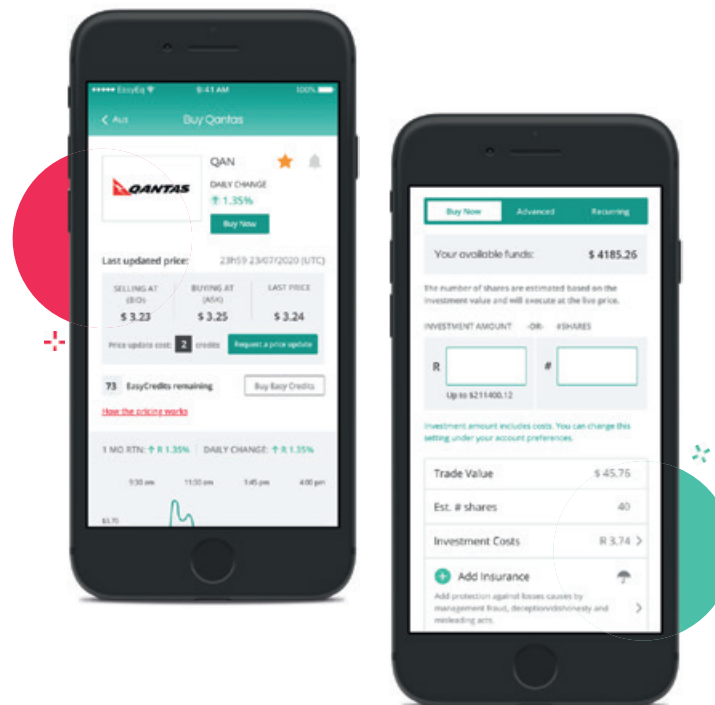 EasyEq
9:41 AM
100%
Aus
Buy Qantas
QANTAS
QAN
DAILY CHANGE
1.35%
Buy Now
Last updated price:
23h59 23/07/2020 (UTC)
SELLING AT
(BID)
$ 3.23
BUYING AT
(ASK)
$ 3.25
LAST PRICE
$ 3.24
Price update cost: 2 credits
Request a price update
73 EasyCredits remaining
Buy Easy Credits
How the pricing works
1 MO RTN: ↑ R 1.35% | DAILY CHANGE: ↑ R 1.35%
9:30 am 11:30 am 1:45 pm 4:00 pm
$3.70
Buy Now
Advanced
Recurring
Your available funds:
$ 4185.26
The number of shares are estimated based on the
investment value and will execute at the live price.
INVESTMENT AMOUNT -OR- #SHARES
R
#
Up to $211400.12
Investment amount includes costs. You can change this
setting under your account preferences.
Trade Value $ 45.76
Est. # shares 40
Investment Costs R 3.74 >
Add Insurance
Add protection against losses causes by
management fraud, deception/dishonesty and
misleading acts.